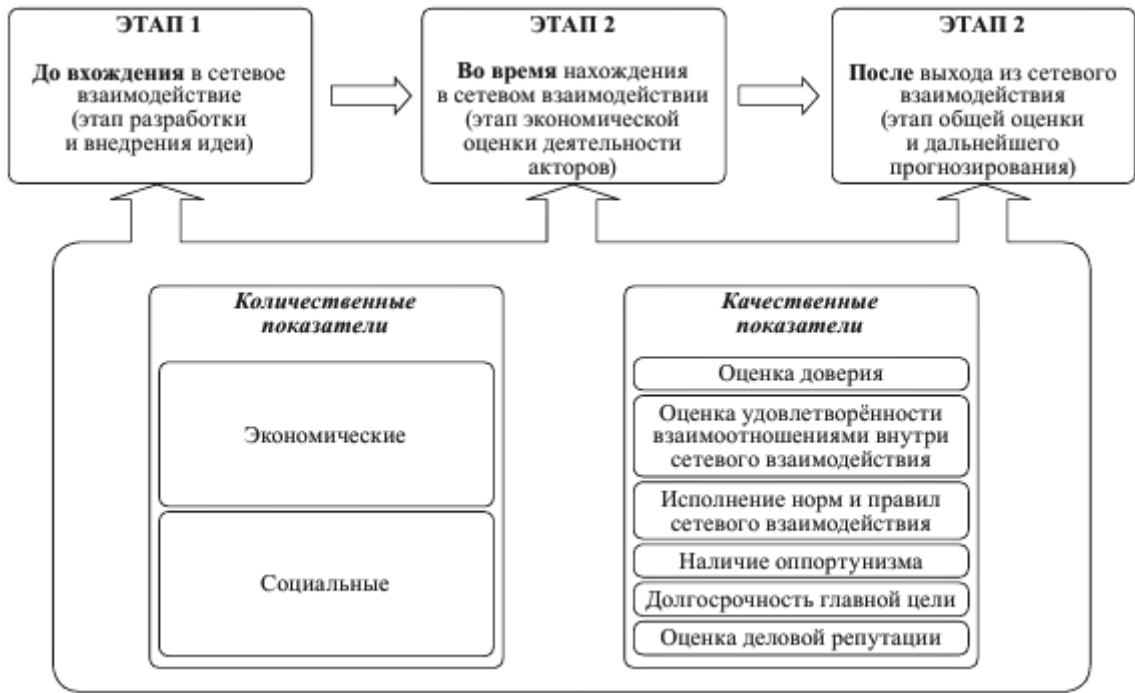 ЭТАП 1
До вхождения в сетевое
взаимодействие
(этап разработки
и внедрения идеи)
ЭТАП 2
Во время нахождения
в сетевом взаимодействии
(этап экономической
оценки деятельности
акторов)
ЭТАП 2
После выхода из сетевого
взаимодействия
(этап общей оценки
и дальнейшего
прогнозирования)
Количественные
показатели
Экономические
Социальные
Качественные
показатели
Оценка доверия
Оценка удовлетворённости
взаимоотношениями внутри
сетевого взаимодействия
Исполнение норм и правил
сетевого взаимодействия
Наличие оппортунизма
Долгосрочность главной цели
Оценка деловой репутации